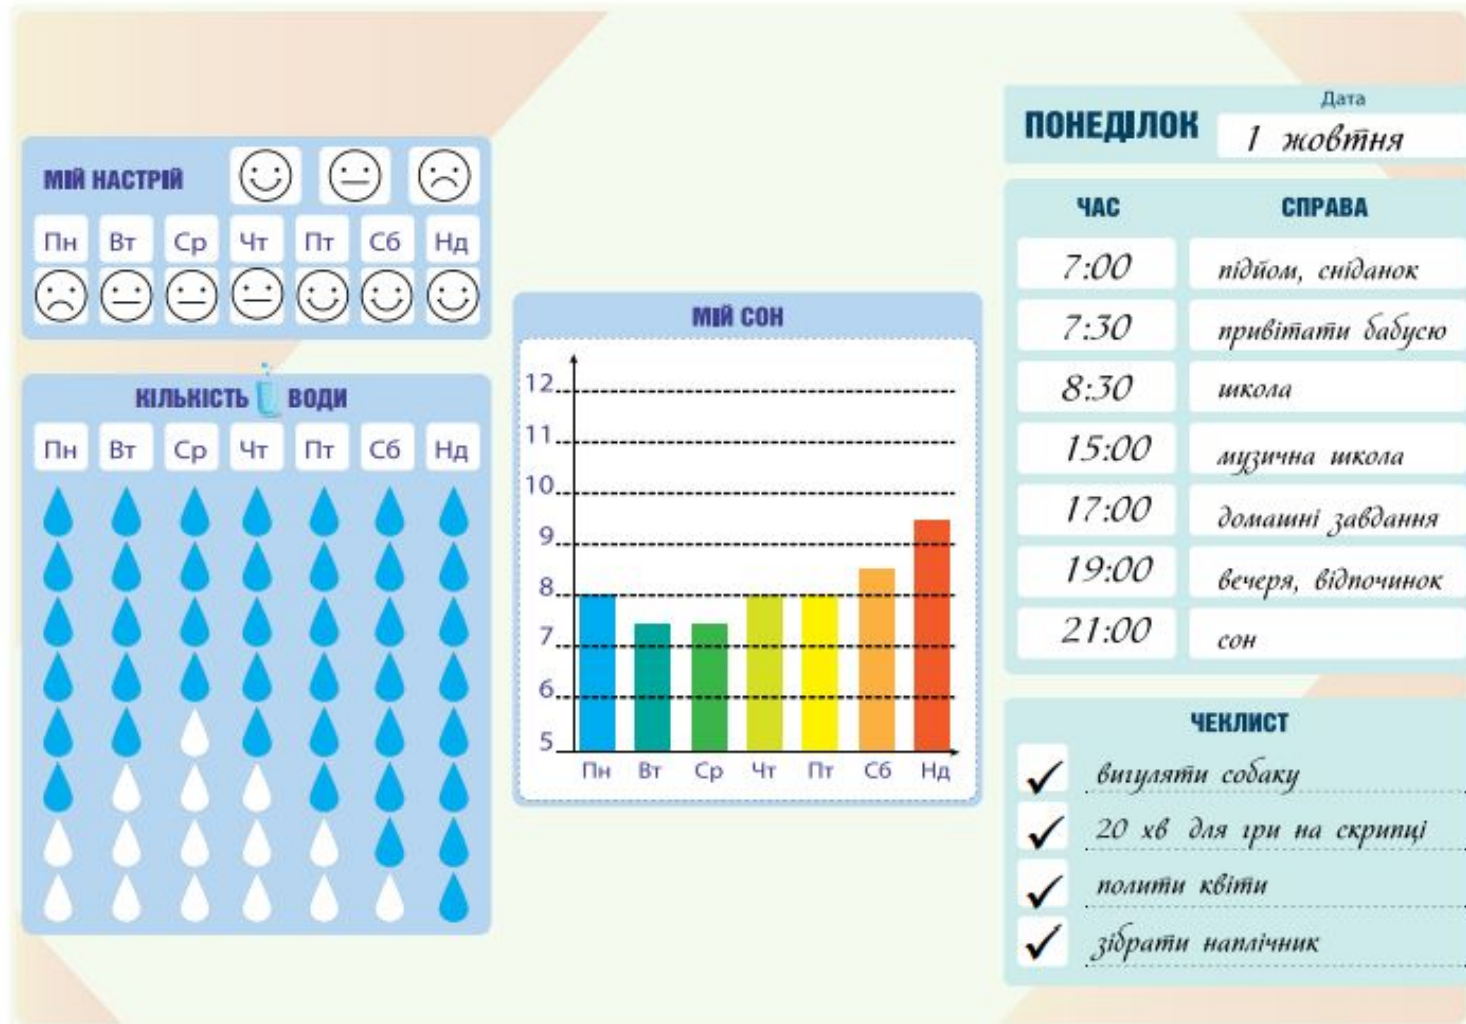 МІЙ НАСТРІЙ
Пн Вт Ср Чт Пт Сб Нд
КІЛЬКІСТЬ ВОДИ
Пн Вт Ср Чт Пт Сб Нд
МІЙ СОН
12
11
10
9
8
7
6
5
Пн Вт Ср Чт Пт Сб Нд
ПОНЕДІЛОК
Дата
1 жовтня
ЧАС СПРАВА
7:00 підйом, сніданок
7:30 привітати бабусю
8:30 школа
15:00 музична школа
17:00 домашні завдання
19:00 вечеря, відпочинок
21:00 сон
ЧЕКЛИСТ
вигуляти собаку
20 хв для гри на скрипці
полити квіти
зібрати наплічник